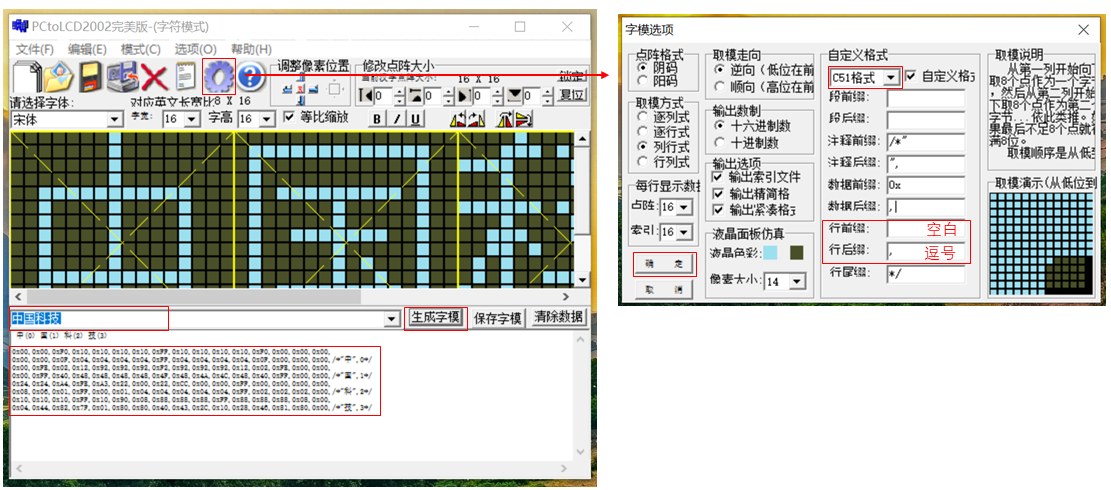 PCtoLCD2002完美版-(字符模式)
文件(F) 编辑(E) 模式(C) 选项(O) 帮助(H)
调整像素位置
修改点阵大小
当前汉字点阵大小: 16 X 16
锁定
0 0 0 0 复位
请选择字体: 对应英文长宽比8 X 16
宋体 字宽: 16 字高 16 等比缩放
B I U
中国科技 生成字模 保存字模 清除数据
中(0) 国(1) 科(2) 技(3)
0x00,0x00,0xF0,0x10,0x10,0x10,0x10,0xFF,0x10,0x10,0x10,0x10,0xF0,0x00,0x00,0x00,
0x00,0x00,0x0F,0x04,0x04,0x04,0x04,0xFF,0x04,0x04,0x04,0x04,0x0F,0x00,0x00,0x00,/*"中",0*/
0x00,0xFE,0x02,0x12,0x92,0x92,0x92,0xF2,0x92,0x92,0x92,0x12,0x02,0xFE,0x00,0x00,
0x00,0xFF,0x40,0x48,0x48,0x48,0x48,0x4F,0x48,0x4A,0x4C,0x48,0x40,0xFF,0x00,0x00,/*"国",1*/
0x24,0x24,0xA4,0xFE,0xA3,0x22,0x00,0x22,0xCC,0x00,0x00,0xFF,0x00,0x00,0x00,0x00,
0x08,0x06,0x01,0xFF,0x00,0x01,0x04,0x04,0x04,0x04,0x04,0xFF,0x02,0x02,0x02,0x00,/*"科",2*/
0x10,0x10,0x10,0xFF,0x10,0x90,0x08,0x88,0x88,0x88,0xFF,0x88,0x88,0x88,0x08,0x00,
0x04,0x44,0x82,0x7F,0x01,0x80,0x80,0x40,0x43,0x2C,0x10,0x28,0x46,0x81,0x80,0x00,/*"技",3*/
字模选项
点阵格式
阴码
阳码
取模方式
逐列式
逐行式
列行式
行列式
每行显示数据
点阵: 16
索引: 16
确 定
取 消
取模走向
逆向(低位在前
顺向(高位在前
输出数制
十六进制数
十进制数
输出选项
输出索引文件
输出精简格
输出紧凑格式
液晶面板仿真
液晶色彩:
像素大小: 14
自定义格式
C51格式 自定义格式
段前缀:
段后缀:
注释前缀: /*"
注释后缀: ",
数据前缀: 0x
数据后缀: ,
行前缀: 空白
行后缀: , 逗号
行尾缀: */
取模说明
从第一列开始向
取8个点作为一个字
,然后从第二列开始
下取8个点作为第二
字节...依此类推。如
果最后不足8个点就补
满8位。
取模顺序是从低到
取模演示(从低位到